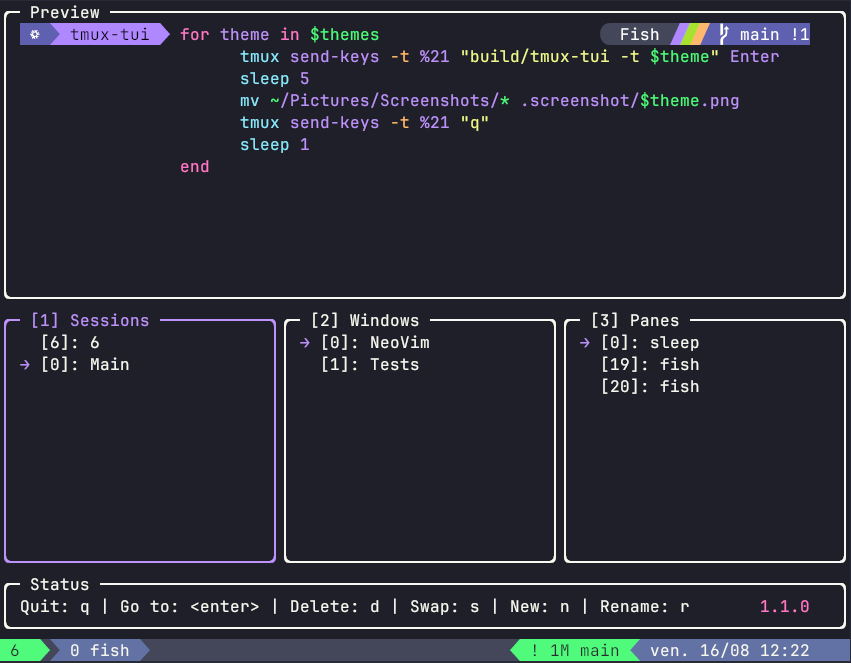 Preview
tmux-tui for theme in $themes Fish main !1
tmux send-keys -t %21 "build/tmux-tui -t $theme" Enter
sleep 5
mv ~/Pictures/Screenshots/* .screenshot/$theme.png
tmux send-keys -t %21 "q"
sleep 1
end
[1] Sessions
[6]: 6
→ [0]: Main
[2] Windows
→ [0]: NeoVim
[1]: Tests
[3] Panes
→ [0]: sleep
[19]: fish
[20]: fish
Status
Quit: q | Go to: <enter> | Delete: d | Swap: s | New: n | Rename: r 1.1.0
6 0 fish ! 1M main ven. 16/08 12:22